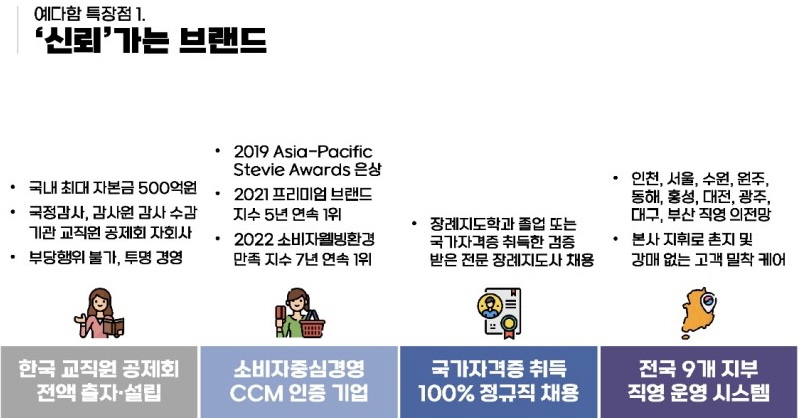 예다함 특장점 1.
‘신뢰’가는 브랜드
• 국내 최대 자본금 500억원
• 국정감사, 감사원 감사 수감
기관 교직원 공제회 자회사
• 부당행위 불가, 투명 경영
한국 교직원 공제회
전액 출자·설립
• 2019 Asia-Pacific
Stevie Awards 은상
• 2021 프리미엄 브랜드
지수 5년 연속 1위
• 2022 소비자웰빙환경
만족 지수 7년 연속 1위
소비자중심경영
CCM 인증 기업
• 장례지도학과 졸업 또는
국가자격증 취득한 검증
받은 전문 장례지도사 채용
국가자격증 취득
100% 정규직 채용
• 인천, 서울, 수원, 원주,
동해, 홍성, 대전, 광주,
대구, 부산 직영 의전망
• 본사 지휘로 촌지 및
강매 없는 고객 밀착 케어
전국 9개 지부
직영 운영 시스템